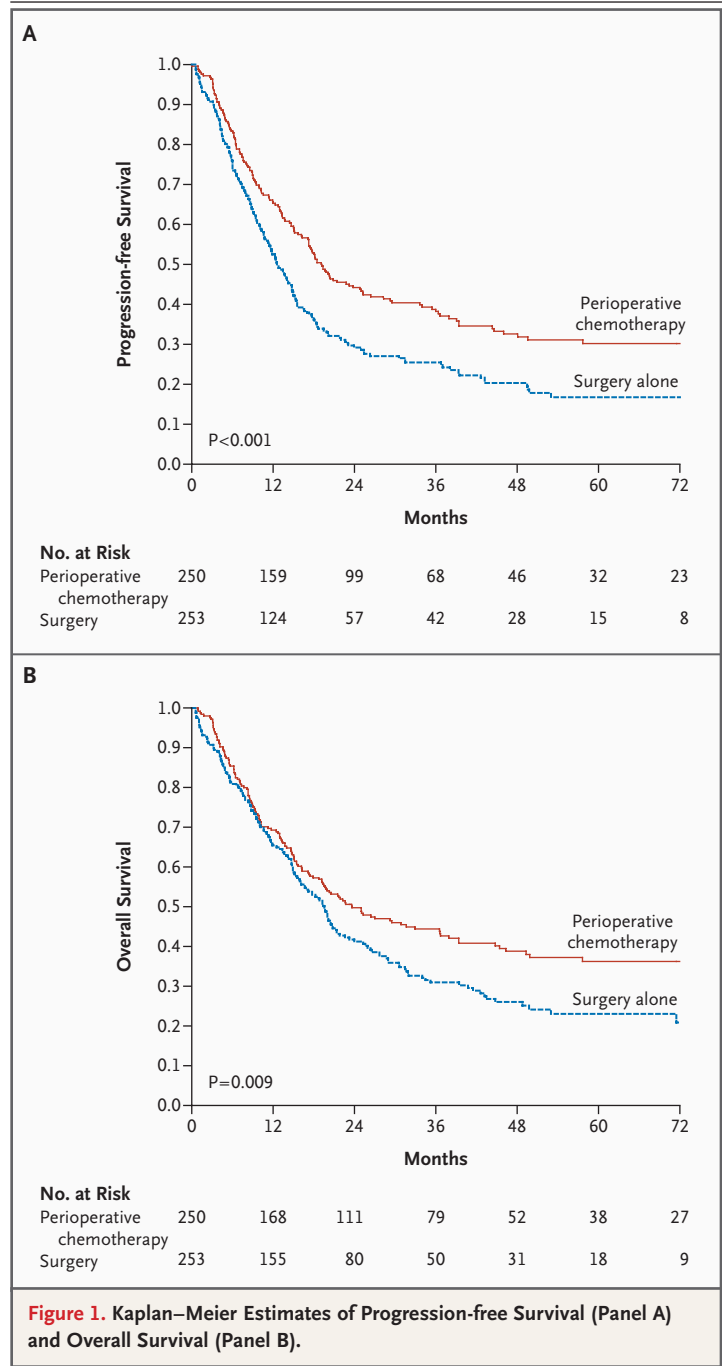 A
1.0
0.9
0.8
0.7
0.6
0.5
0.4
0.3
0.2
0.1
0.0
Progression-free Survival
Perioperative
chemotherapy
Surgery alone
P<0.001
0 12 24 36 48 60 72
Months
No. at Risk
Perioperative 250 159 99 68 46 32 23
chemotherapy
Surgery 253 124 57 42 28 15 8
B
1.0
0.9
0.8
0.7
0.6
0.5
0.4
0.3
0.2
0.1
0.0
Overall Survival
Perioperative
chemotherapy
Surgery alone
P=0.009
0 12 24 36 48 60 72
Months
No. at Risk
Perioperative 250 168 111 79 52 38 27
chemotherapy
Surgery 253 155 80 50 31 18 9
Figure 1. Kaplan–Meier Estimates of Progression-free Survival (Panel A)
and Overall Survival (Panel B).